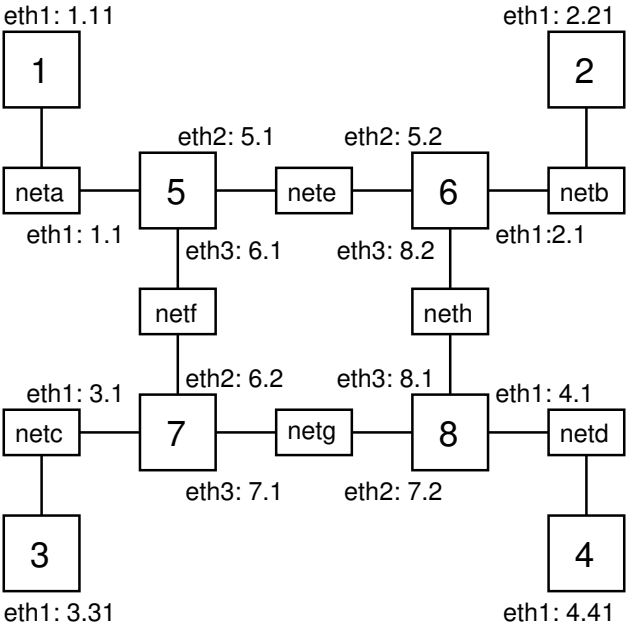 eth1: 1.11
eth1: 2.21
1
2
eth2: 5.1
eth2: 5.2
neta
5
nete
6
netb
eth1: 1.1
eth1:2.1
eth3: 6.1
eth3: 8.2
netf
neth
eth1: 3.1
eth2: 6.2
eth3: 8.1
eth1: 4.1
netc
7
netg
8
netd
eth3: 7.1
eth2: 7.2
3
4
eth1: 3.31
eth1: 4.41